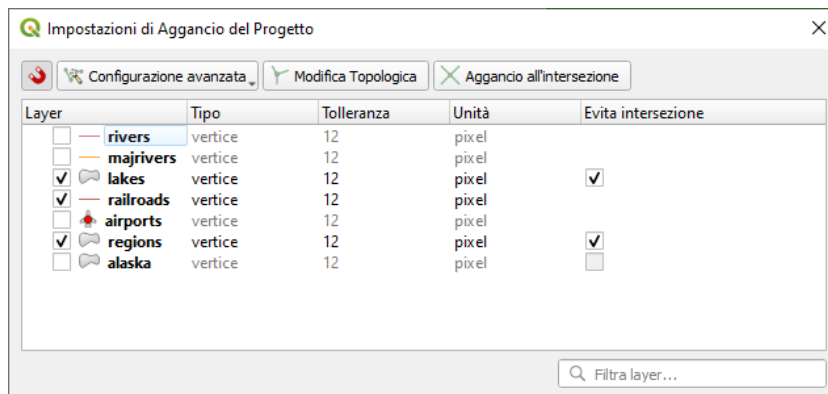 Impostazioni di Aggancio del Progetto
Configurazione avanzata Modifica Topologica Aggancio all'intersezione
Layer Tipo Tolleranza Unità Evita intersezione
rivers vertice 12 pixel
majrivers vertice 12 pixel
lakes vertice 12 pixel
railroads vertice 12 pixel
airports vertice 12 pixel
regions vertice 12 pixel
alaska vertice 12 pixel
Filtra layer...